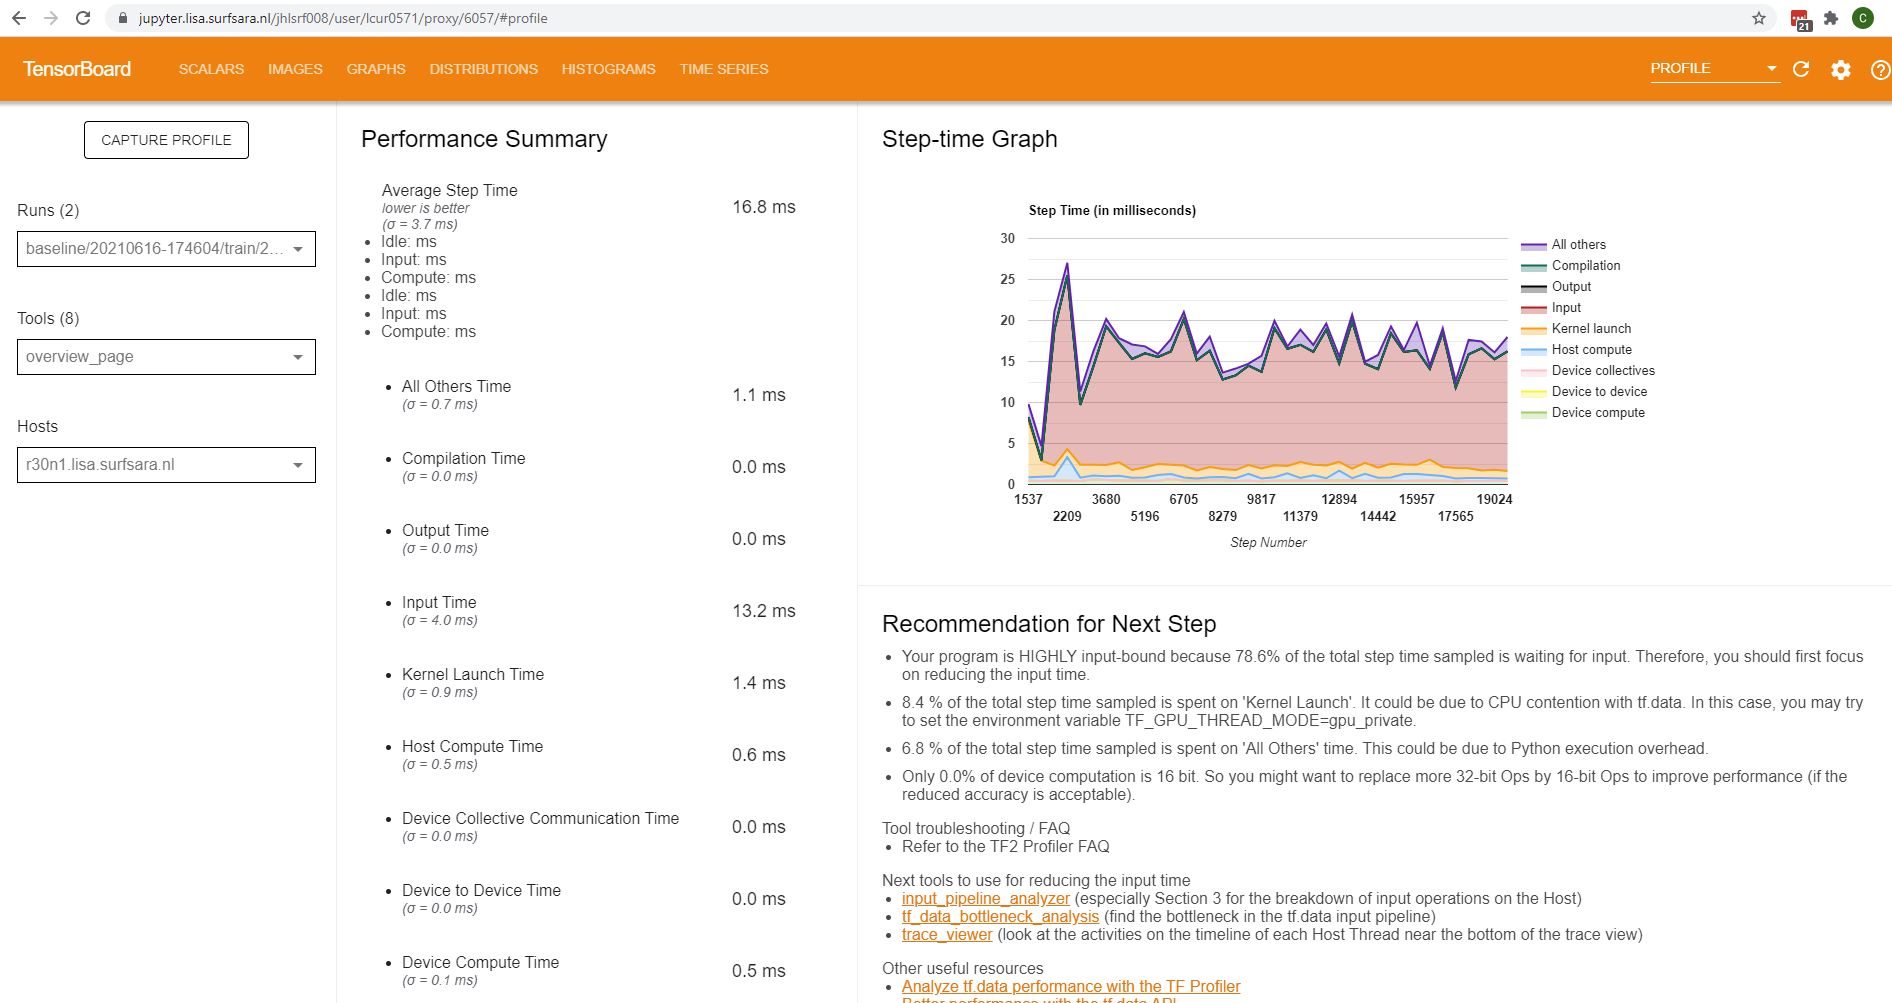 jupyter.lisa.surfsara.nl/jhlsrf008/user/lcur0571/proxy/6057/#profile
21
C
TensorBoard
SCALARS
IMAGES
GRAPHS
DISTRIBUTIONS
HISTOGRAMS
TIME SERIES
PROFILE
CAPTURE PROFILE
Runs (2)
baseline/20210616-174604/train/2...
Tools (8)
overview_page
Hosts
r30n1.lisa.surfsara.nl
Performance Summary
Average Step Time
lower is better
(σ = 3.7 ms)
16.8 ms
• Idle: ms
• Input: ms
• Compute: ms
• Idle: ms
• Input: ms
• Compute: ms
• All Others Time
(σ = 0.7 ms)
1.1 ms
• Compilation Time
(σ = 0.0 ms)
0.0 ms
• Output Time
(σ = 0.0 ms)
0.0 ms
• Input Time
(σ = 4.0 ms)
13.2 ms
• Kernel Launch Time
(σ = 0.9 ms)
1.4 ms
• Host Compute Time
(σ = 0.5 ms)
0.6 ms
• Device Collective Communication Time
(σ = 0.0 ms)
0.0 ms
• Device to Device Time
(σ = 0.0 ms)
0.0 ms
• Device Compute Time
(σ = 0.1 ms)
0.5 ms
Step-time Graph
Step Time (in milliseconds)
30
25
20
15
10
5
0
1537 3680 6705 9817 12894 15957 19024
2209 5196 8279 11379 14442 17565
Step Number
All others
Compilation
Output
Input
Kernel launch
Host compute
Device collectives
Device to device
Device compute
Recommendation for Next Step
• Your program is HIGHLY input-bound because 78.6% of the total step time sampled is waiting for input. Therefore, you should first focus
on reducing the input time.
• 8.4 % of the total step time sampled is spent on 'Kernel Launch'. It could be due to CPU contention with tf.data. In this case, you may try
to set the environment variable TF_GPU_THREAD_MODE=gpu_private.
• 6.8 % of the total step time sampled is spent on 'All Others' time. This could be due to Python execution overhead.
• Only 0.0% of device computation is 16 bit. So you might want to replace more 32-bit Ops by 16-bit Ops to improve performance (if the
reduced accuracy is acceptable).
Tool troubleshooting / FAQ
• Refer to the TF2 Profiler FAQ
Next tools to use for reducing the input time
• input_pipeline_analyzer (especially Section 3 for the breakdown of input operations on the Host)
• tf_data_bottleneck_analysis (find the bottleneck in the tf.data input pipeline)
• trace_viewer (look at the activities on the timeline of each Host Thread near the bottom of the trace view)
Other useful resources
• Analyze tf.data performance with the TF Profiler
• Better performance with the tf.data API